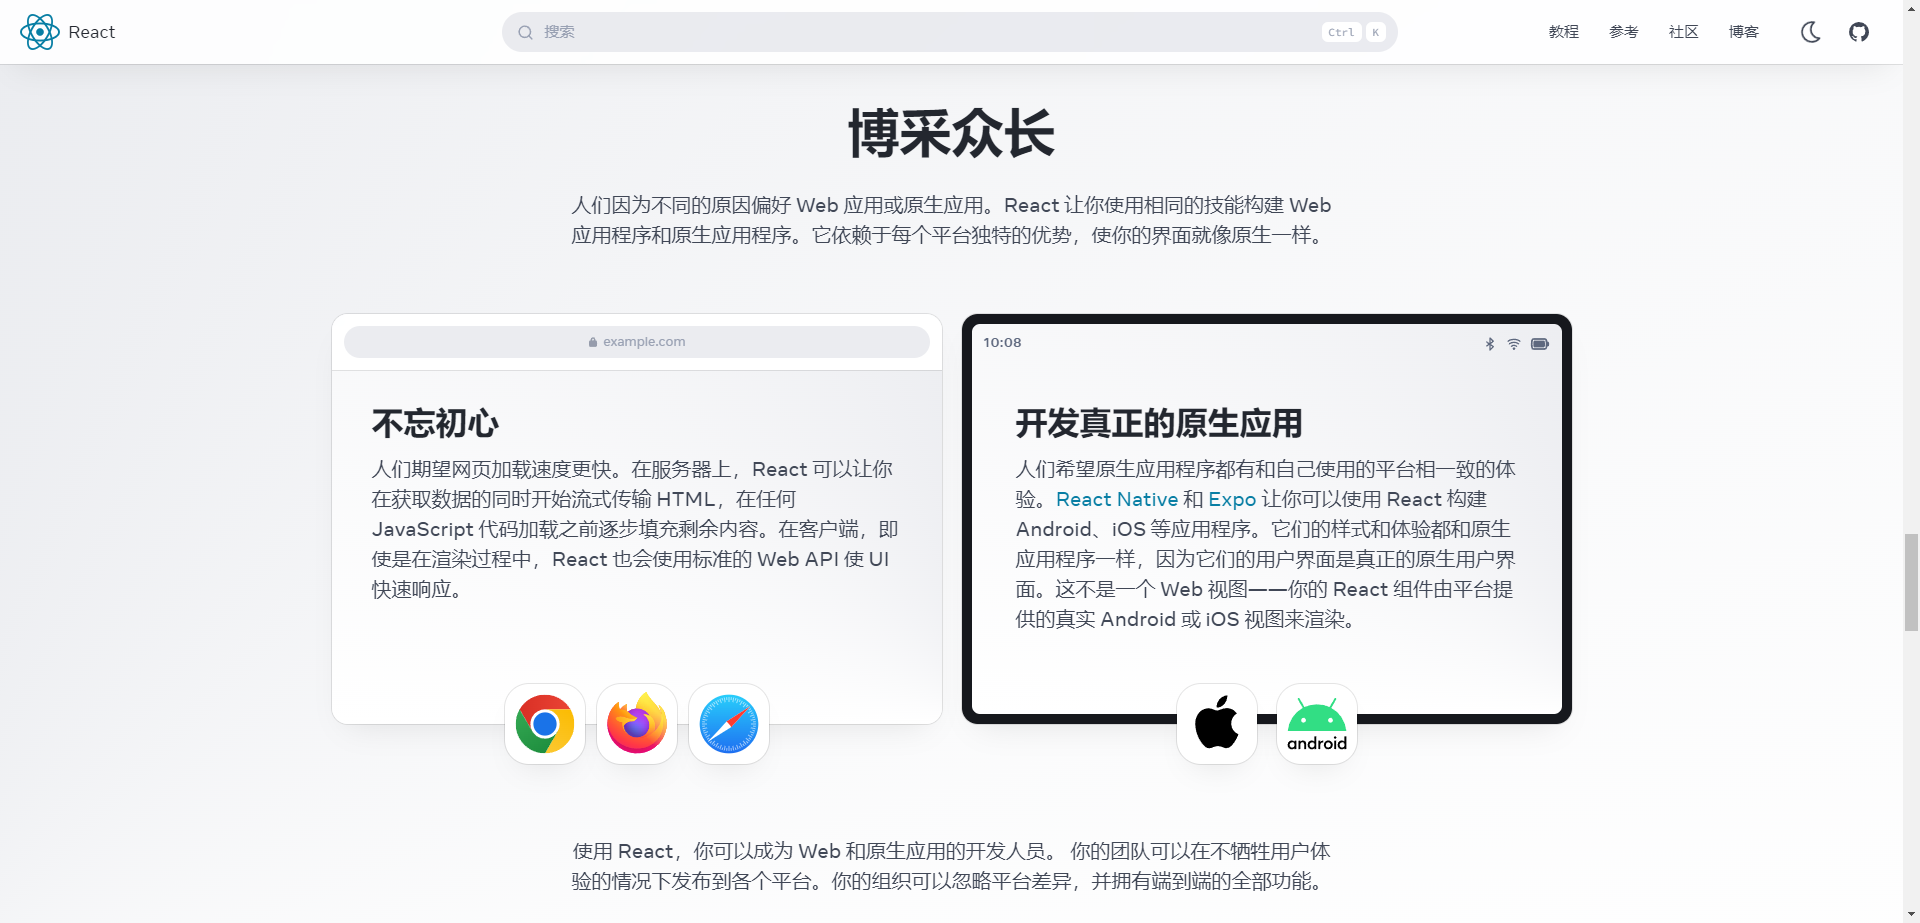 React
搜索
Ctrl K
教程 参考 社区 博客
博采众长
人们因为不同的原因偏好 Web 应用或原生应用。React 让你使用相同的技能构建 Web
应用程序和原生应用程序。它依赖于每个平台独特的优势，使你的界面就像原生一样。
example.com
不忘初心
人们期望网页加载速度更快。在服务器上，React 可以让你
在获取数据的同时开始流式传输 HTML，在任何
JavaScript 代码加载之前逐步填充剩余内容。在客户端，即
使是在渲染过程中，React 也会使用标准的 Web API 使 UI
快速响应。
10:08
开发真正的原生应用
人们希望原生应用程序都有和自己使用的平台相一致的体
验。React Native 和 Expo 让你可以使用 React 构建
Android、iOS 等应用程序。它们的样式和体验都和原生
应用程序一样，因为它们的用户界面是真正的原生用户界
面。这不是一个 Web 视图——你的 React 组件由平台提
供的真实 Android 或 iOS 视图来渲染。
android
使用 React，你可以成为 Web 和原生应用的开发人员。 你的团队可以在不牺牲用户体
验的情况下发布到各个平台。你的组织可以忽略平台差异，并拥有端到端的全部功能。